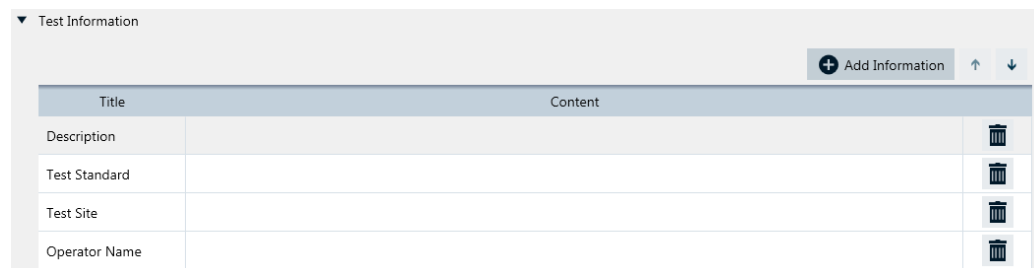 Test Information
Add Information
Title Content
Description
Test Standard
Test Site
Operator Name